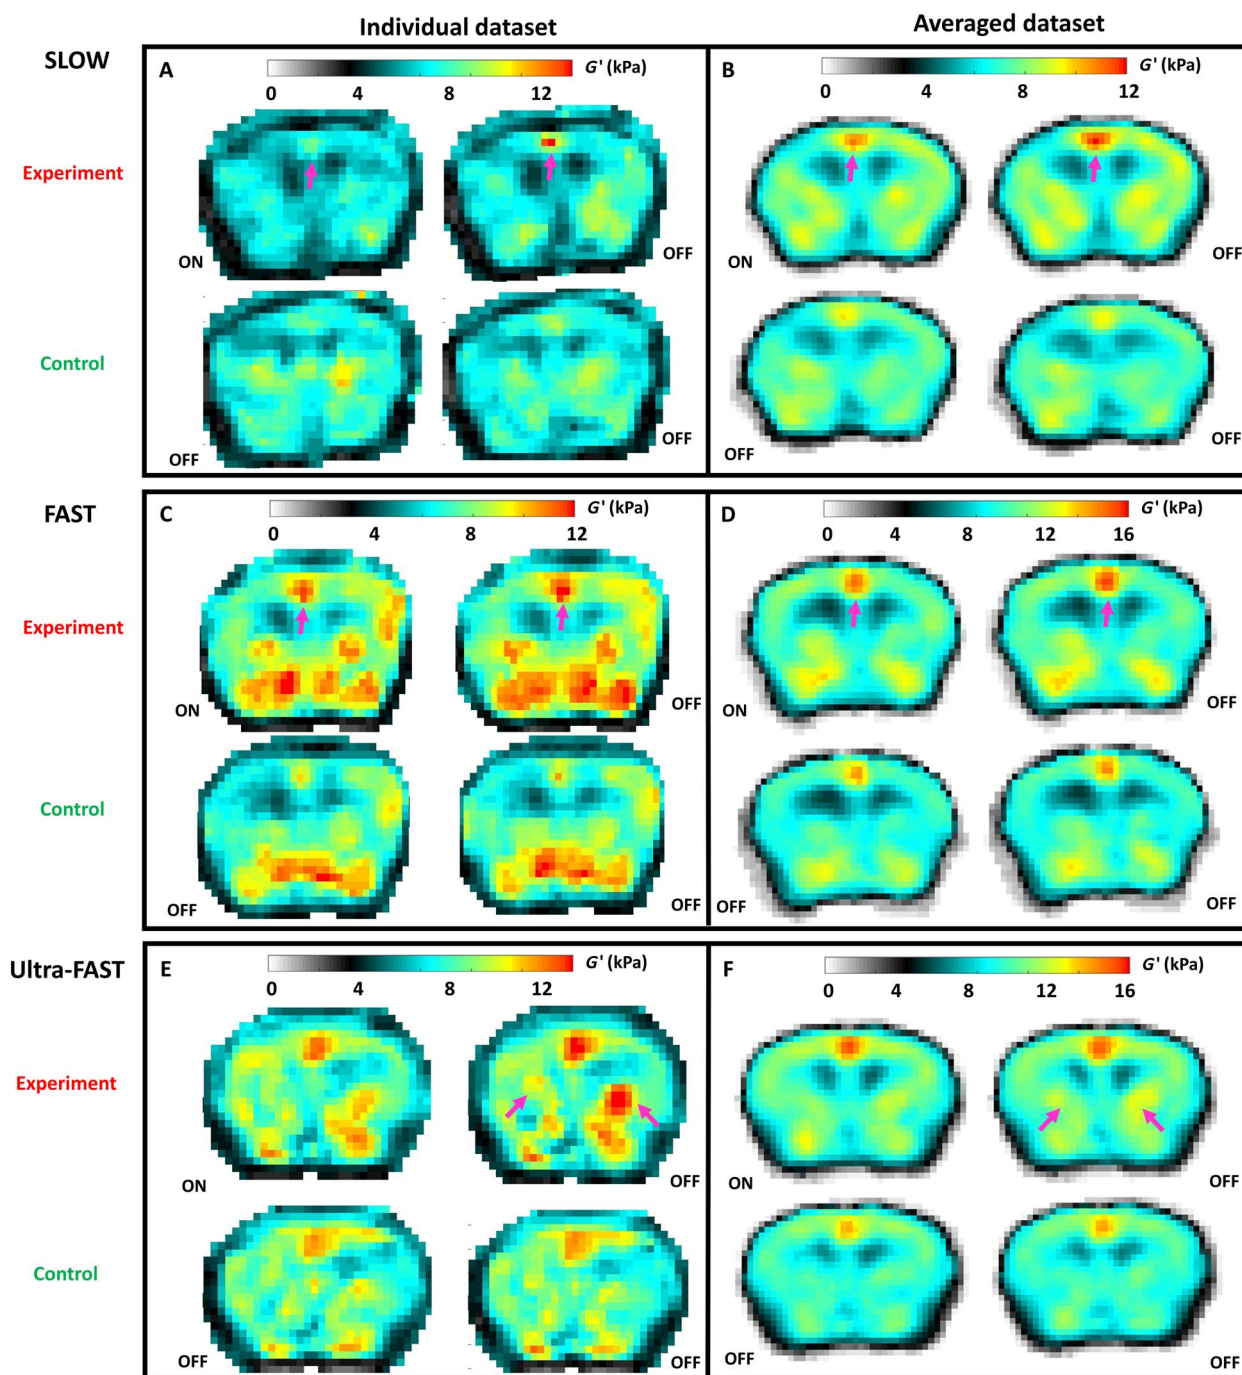 Individual dataset
Averaged dataset
SLOW
A
G' (kPa)
0 4 8 12
B
G' (kPa)
0 4 8 12
Experiment
ON
OFF
ON
OFF
Control
OFF
OFF
OFF
OFF
FAST
C
G' (kPa)
0 4 8 12
D
G' (kPa)
0 4 8 12 16
Experiment
ON
OFF
ON
OFF
Control
OFF
OFF
OFF
OFF
Ultra-FAST
E
G' (kPa)
0 4 8 12
F
G' (kPa)
0 4 8 12 16
Experiment
ON
OFF
ON
OFF
Control
OFF
OFF
OFF
OFF